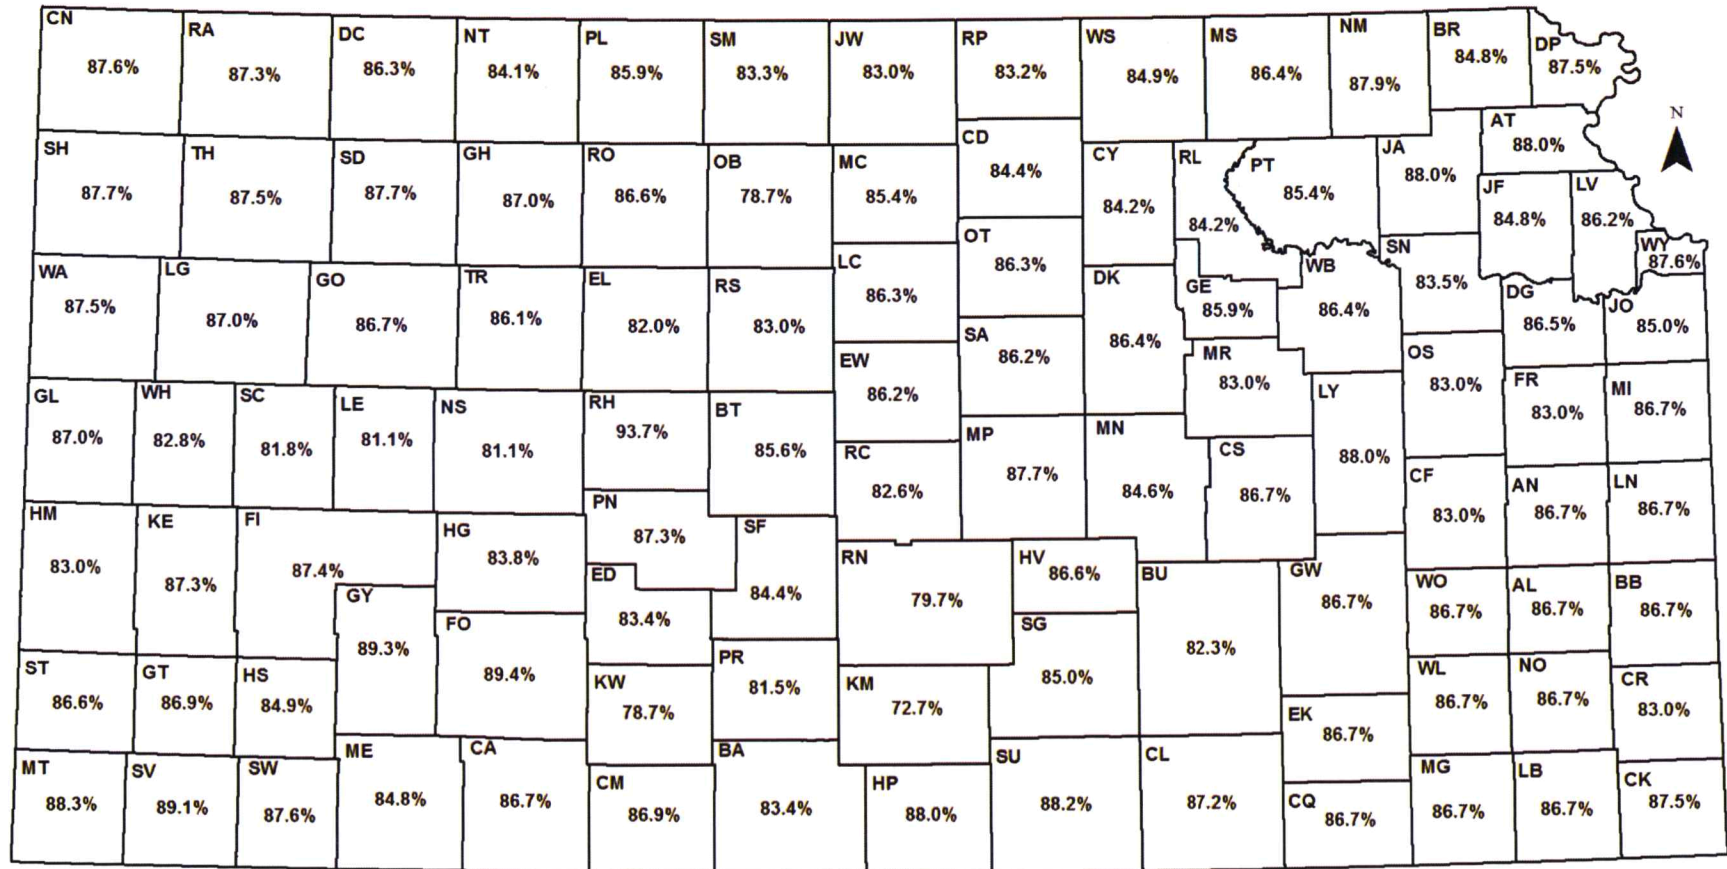 CN 87.6%
RA 87.3%
DC 86.3%
NT 84.1%
PL 85.9%
SM 83.3%
JW 83.0%
RP 83.2%
WS 84.9%
MS 86.4%
NM 87.9%
BR 84.8%
DP 87.5%
N
SH 87.7%
TH 87.5%
SD 87.7%
GH 87.0%
RO 86.6%
OB 78.7%
MC 85.4%
CD 84.4%
CY 84.2%
RL 84.2%
PT 85.4%
JA 88.0%
AT 88.0%
JF 84.8%
LV 86.2%
WY 87.6%
WA 87.5%
LG 87.0%
GO 86.7%
TR 86.1%
EL 82.0%
RS 83.0%
LC 86.3%
OT 86.3%
DK 86.4%
GE 85.9%
WB 86.4%
SN 83.5%
DG 86.5%
JO 85.0%
EW 86.2%
SA 86.2%
MR 83.0%
OS 83.0%
FR 83.0%
MI 86.7%
GL 87.0%
WH 82.8%
SC 81.8%
LE 81.1%
NS 81.1%
RH 93.7%
BT 85.6%
RC 82.6%
MP 87.7%
MN 84.6%
CS 86.7%
LY 88.0%
CF 83.0%
AN 86.7%
LN 86.7%
HM 83.0%
KE 87.3%
FI 87.4%
HG 83.8%
PN 87.3%
SF 84.4%
RN 79.7%
HV 86.6%
BU 82.3%
GW 86.7%
WO 86.7%
AL 86.7%
BB 86.7%
GY 89.3%
FO 89.4%
ED 83.4%
PR 81.5%
KM 72.7%
SG 85.0%
ST 86.6%
GT 86.9%
HS 84.9%
KW 78.7%
EK 86.7%
WL 86.7%
NO 86.7%
CR 83.0%
MT 88.3%
SV 89.1%
SW 87.6%
ME 84.8%
CA 86.7%
CM 86.9%
BA 83.4%
HP 88.0%
SU 88.2%
CL 87.2%
CQ 86.7%
MG 86.7%
LB 86.7%
CK 87.5%